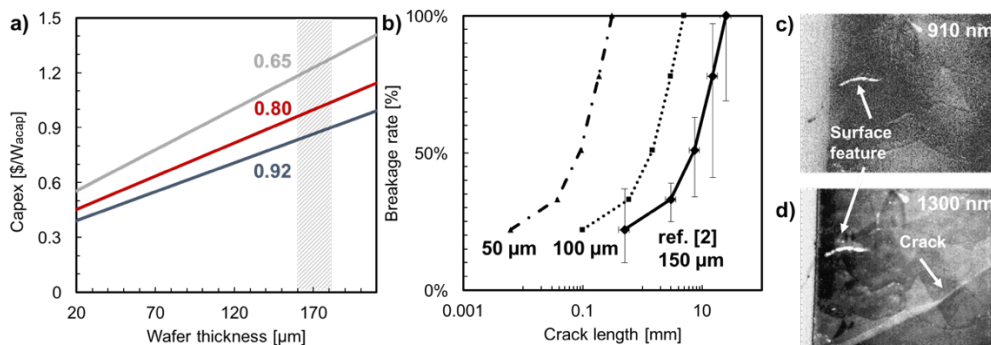 a)
Capex [$/Wacap]
1.5
1.2
0.9
0.6
0.3
0.65
0.80
0.92
20
70
120
170
Wafer thickness [µm]
b)
Breakage rate [%]
100%
50%
0%
50 µm
100 µm
ref. [2]
150 µm
0.001
0.1
10
Crack length [mm]
c)
910 nm
Surface
feature
d)
1300 nm
Crack